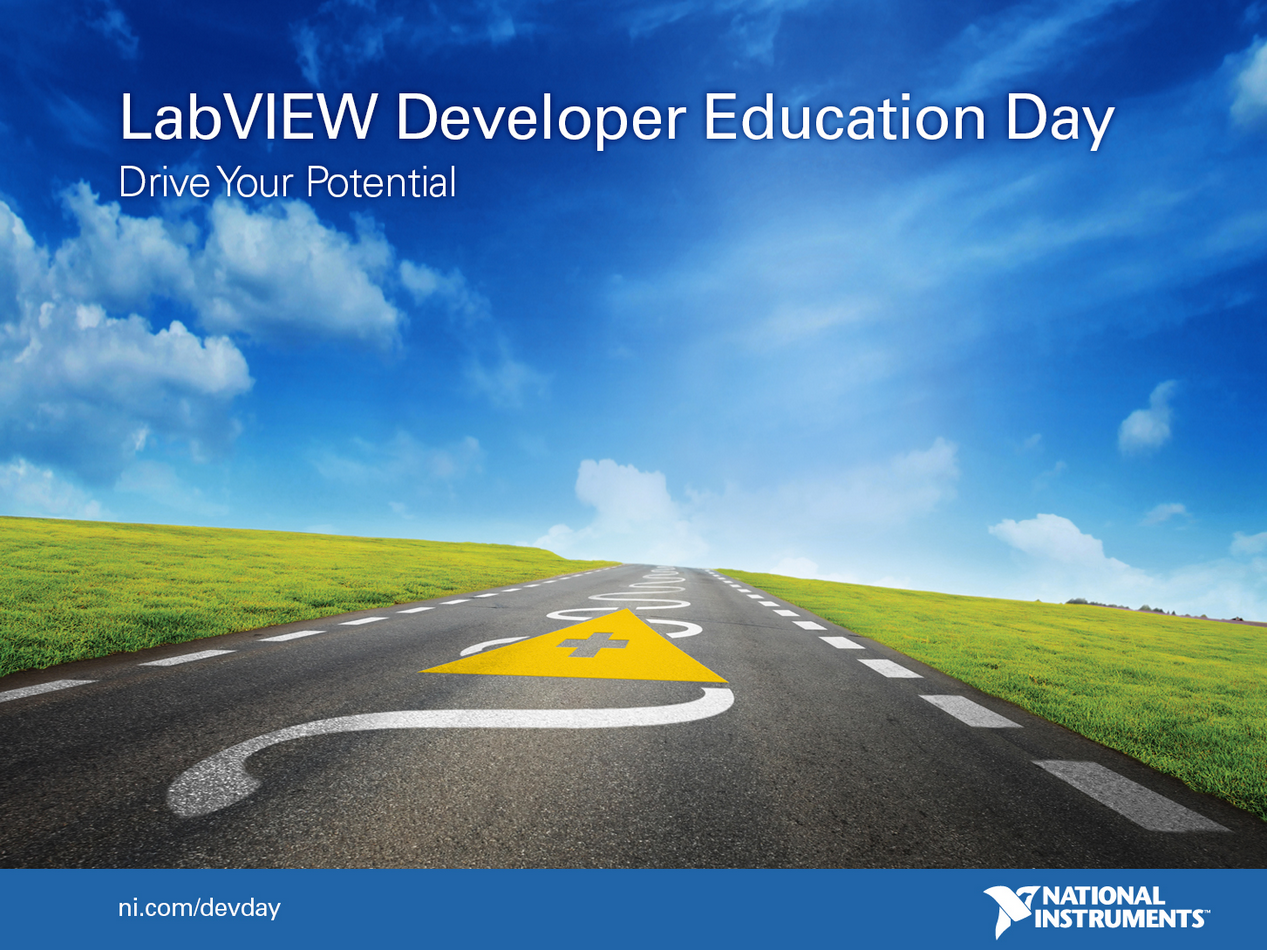 LabVIEW Developer Education Day
Drive Your Potential
ni.com/devday
NATIONAL
INSTRUMENTS™